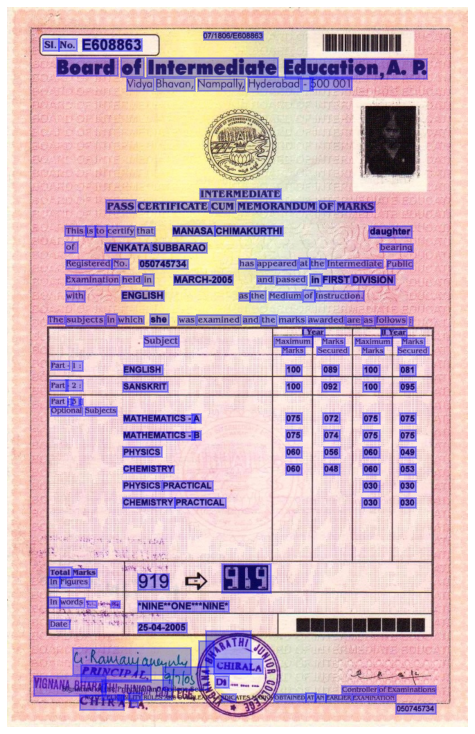 Sl. No. E608863
07/1806/E608863
Board of Intermediate Education, A. P.
Vidya Bhavan, Nampally, Hyderabad - 500 001
INTERMEDIATE
PASS CERTIFICATE CUM MEMORANDUM OF MARKS
This is to certify that MANASA CHIMAKURTHI daughter
of VENKATA SUBBARAO bearing
Registered No. 050745734 has appeared at the Intermediate Public
Examination held in MARCH-2005 and passed in FIRST DIVISION
with ENGLISH as the Medium of Instruction.
The subjects in which she was examined and the marks awarded are as follows :
Subject I Year II Year
Maximum Marks Marks Secured Maximum Marks Marks Secured
Part - 1 : ENGLISH 100 089 100 081
Part - 2 : SANSKRIT 100 092 100 095
Part - 3 :
Optional Subjects
MATHEMATICS - A 075 072 075 075
MATHEMATICS - B 075 074 075 075
PHYSICS 060 056 060 049
CHEMISTRY 060 048 060 053
PHYSICS PRACTICAL 030 030
CHEMISTRY PRACTICAL 030 030
Total Marks
In Figures 919 919
In words *NINE**ONE***NINE*
Date 25-04-2005
G. Ramanjaneyulu
PRINCIPAL,
9/7/05
VIGNANA BHARATHI JUNIOR COLLEGE
CHIRALA.
BHARATHI JUNIOR COLLEGE
CHIRALA
Controller of Examinations
OBTAINED AT AN EARLIER EXAMINATION
050745734